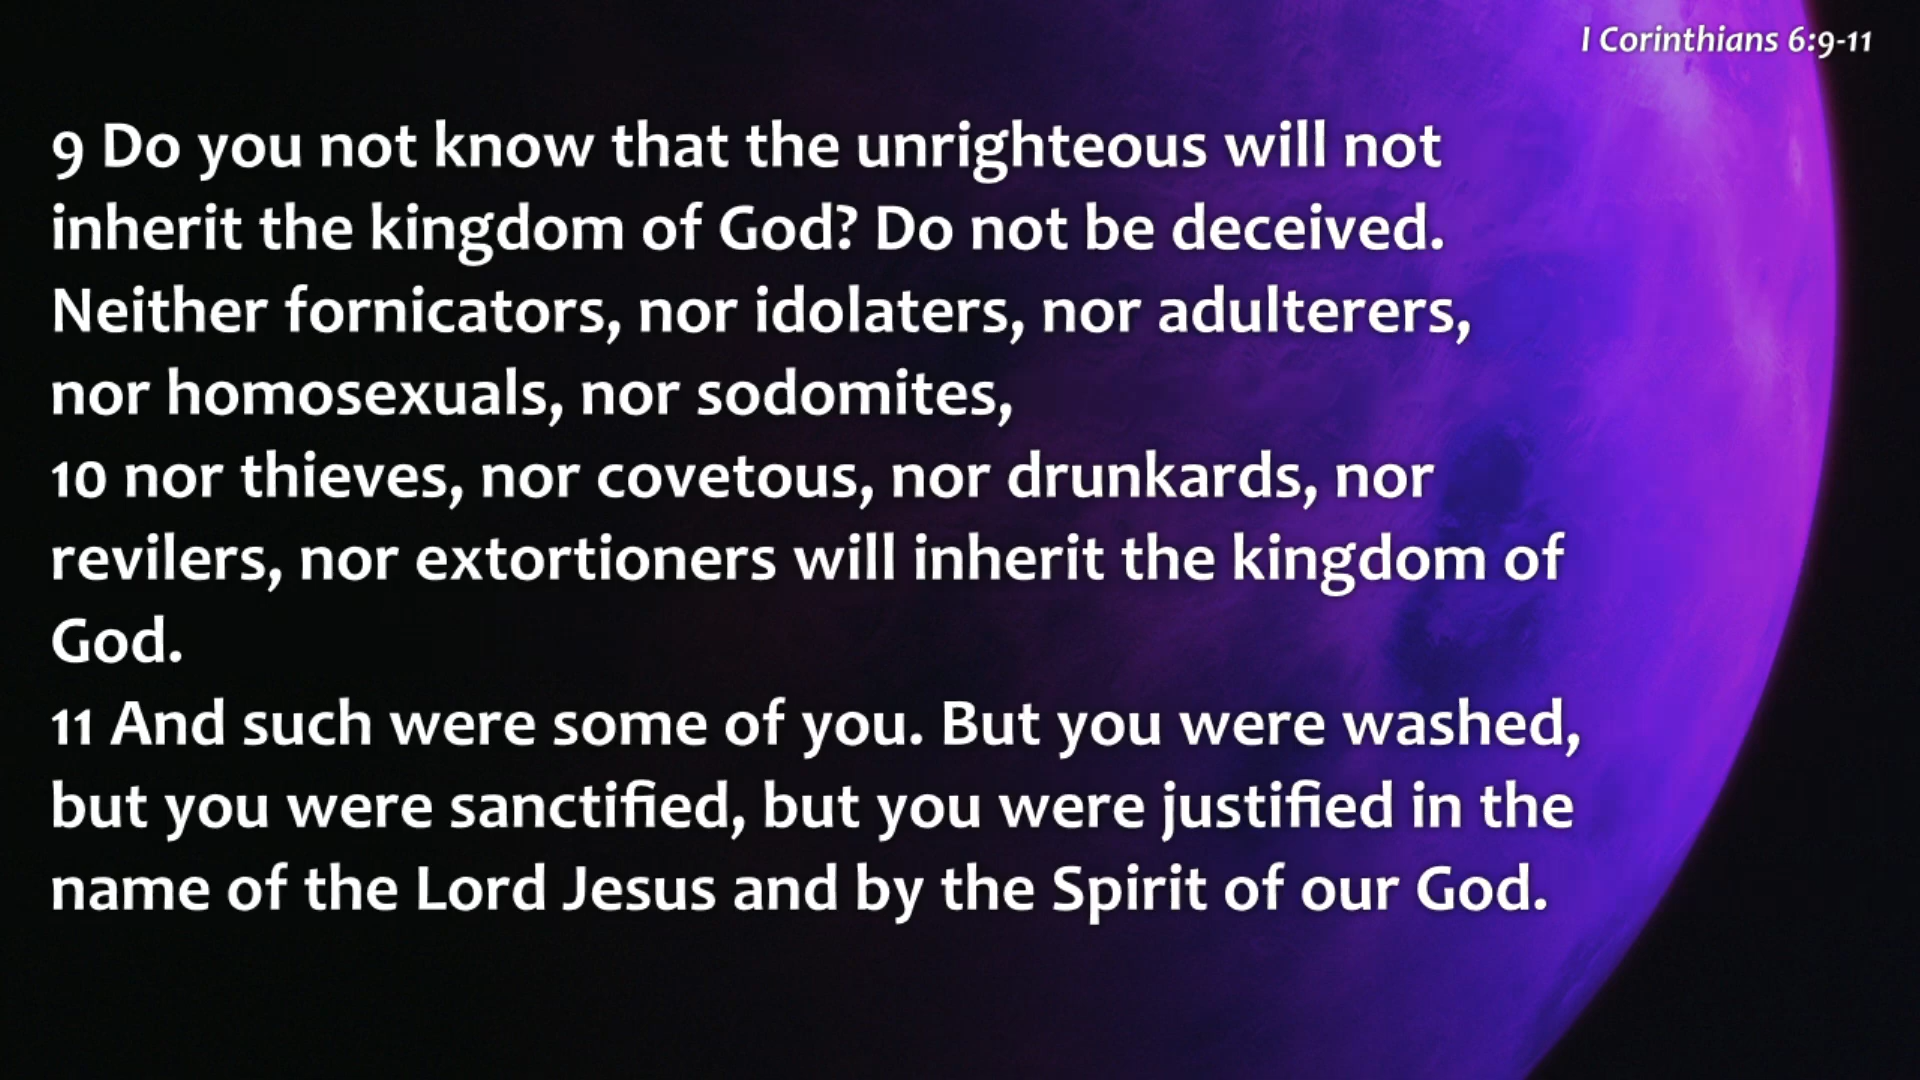 I Corinthians 6:9-11
9 Do you not know that the unrighteous will not
inherit the kingdom of God? Do not be deceived.
Neither fornicators, nor idolaters, nor adulterers,
nor homosexuals, nor sodomites,
10 nor thieves, nor covetous, nor drunkards, nor
revilers, nor extortioners will inherit the kingdom of
God.
11 And such were some of you. But you were washed,
but you were sanctified, but you were justified in the
name of the Lord Jesus and by the Spirit of our God.